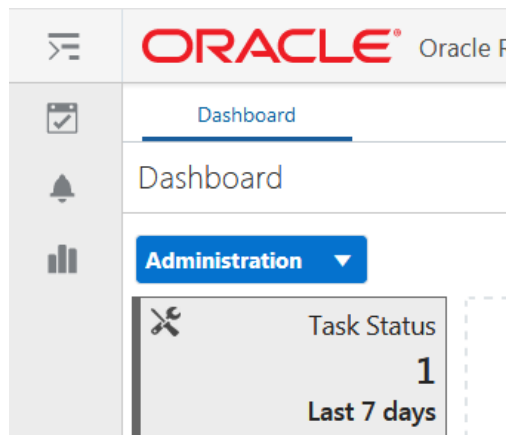 ORACLE® Oracle R
Dashboard
Dashboard
Administration
Task Status
1
Last 7 days